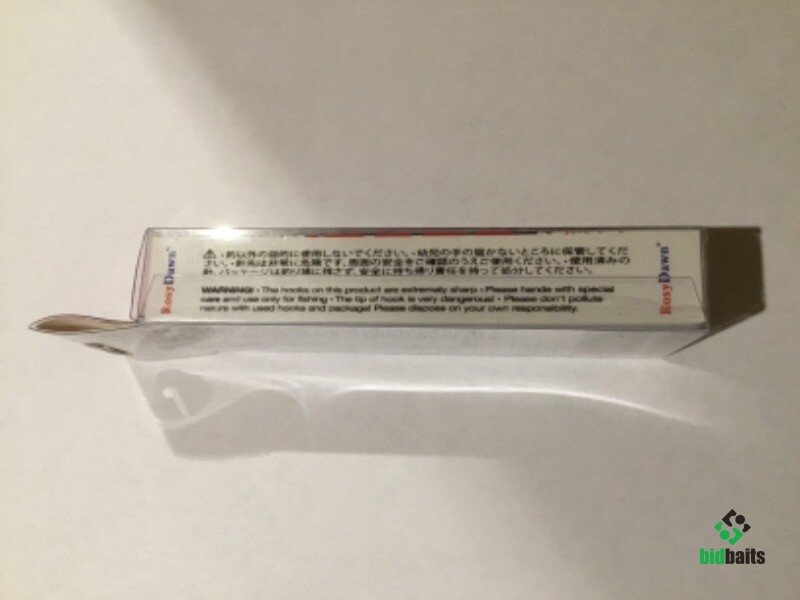 RosyDawn®
⚠ ・釣以外の目的に使用しないでください。・幼児の手の届かないところに保管してくだ
さい。・針先は非常に危険です。周囲の安全をご確認のうえご使用ください。・使用済みの
針、パッケージは釣り場に残さず、安全に持ち帰り責任を持って処分してください。
WARNING! • The hooks on this product are extremaly sharp • Please hande with special
care and use only for fishing • The tip of hook is very dangerous! • Please don't pollute
nature with used hooks and package! Please dispose on your own responsibility.
RosyDawn®
bidbaits